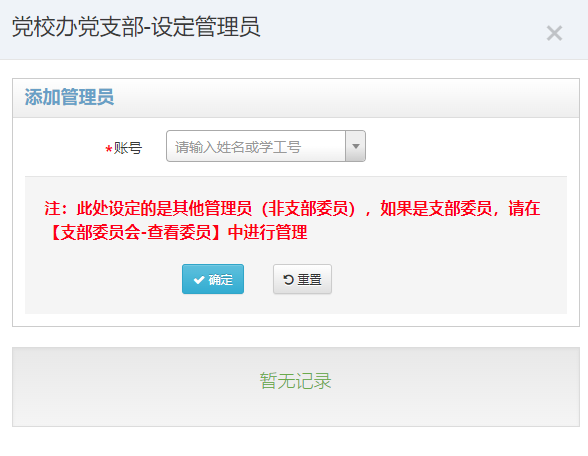 党校办党支部-设定管理员
添加管理员
*账号
请输入姓名或学工号
注：此处设定的是其他管理员（非支部委员），如果是支部委员，请在
【支部委员会-查看委员】中进行管理
确定
重置
暂无记录